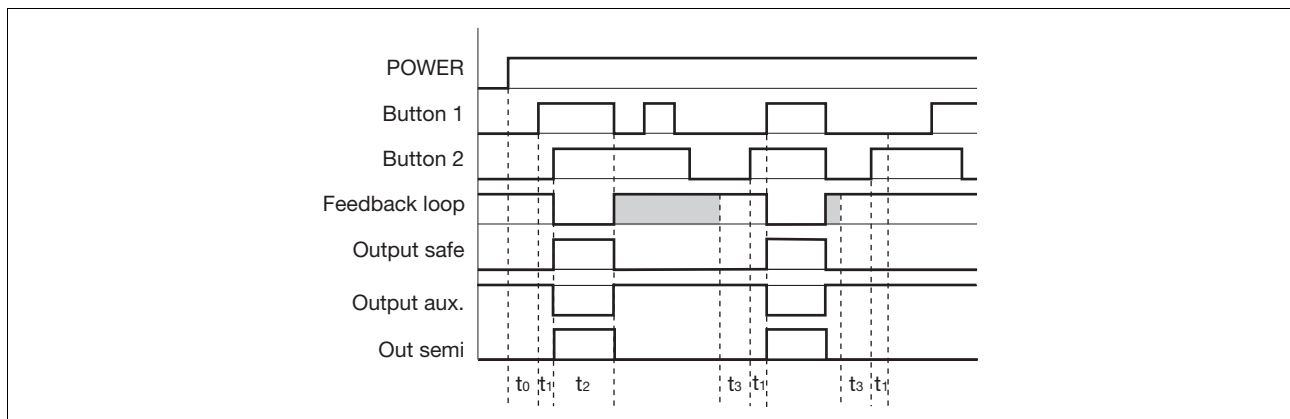 POWER
Button 1
Button 2
Feedback loop
Output safe
Output aux.
Out semi
t0 t1 t2 t3 t1 t3 t1